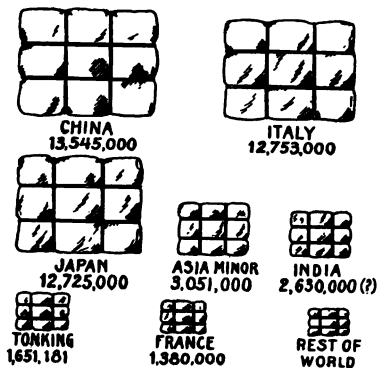 CHINA
13,545,000
ITALY
12,753,000
JAPAN
12,725,000
ASIA MINOR
3,051,000
INDIA
2,630,000 (?)
TONKING
1,651,181
FRANCE
1,380,000
REST OF
WORLD